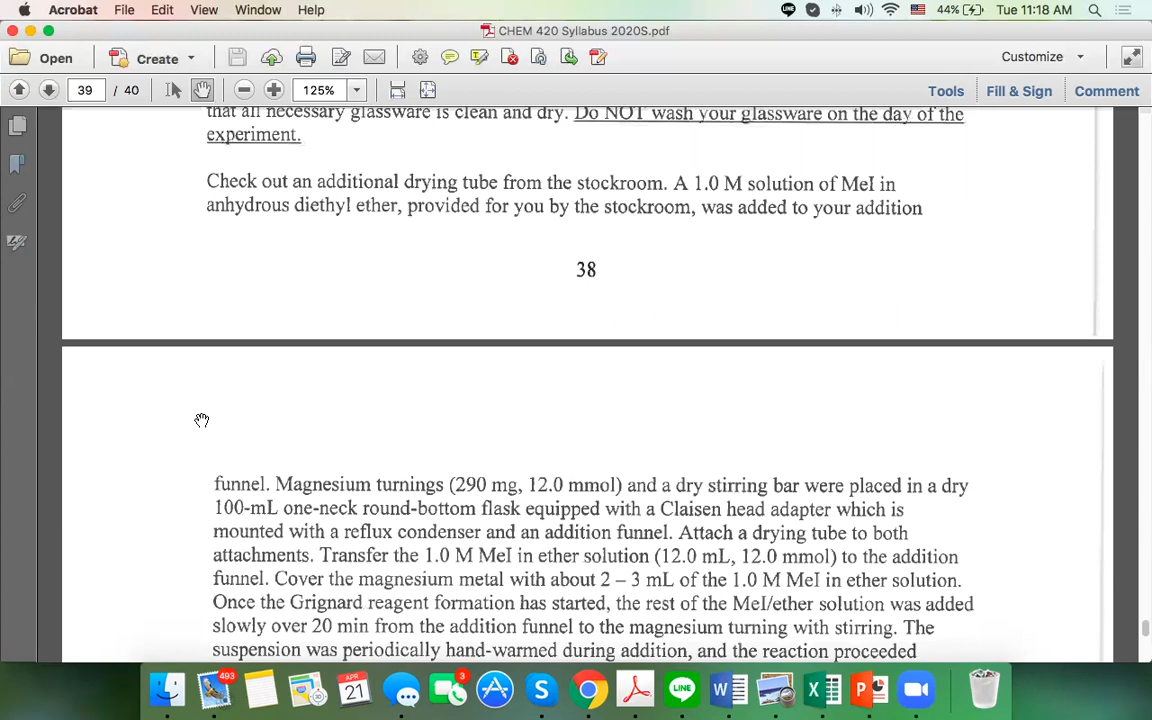 Acrobat File Edit View Window Help 44% Tue 11:18 AM
CHEM 420 Syllabus 2020S.pdf
Open Create Customize
39 / 40 125% Tools Fill & Sign Comment
that all necessary glassware is clean and dry. Do NOT wash your glassware on the day of the
experiment.
Check out an additional drying tube from the stockroom. A 1.0 M solution of MeI in
anhydrous diethyl ether, provided for you by the stockroom, was added to your addition
38
funnel. Magnesium turnings (290 mg, 12.0 mmol) and a dry stirring bar were placed in a dry
100-mL one-neck round-bottom flask equipped with a Claisen head adapter which is
mounted with a reflux condenser and an addition funnel. Attach a drying tube to both
attachments. Transfer the 1.0 M MeI in ether solution (12.0 mL, 12.0 mmol) to the addition
funnel. Cover the magnesium metal with about 2 – 3 mL of the 1.0 M MeI in ether solution.
Once the Grignard reagent formation has started, the rest of the MeI/ether solution was added
slowly over 20 min from the addition funnel to the magnesium turning with stirring. The
suspension was periodically hand-warmed during addition, and the reaction proceeded
493 APR 21 3 LINE